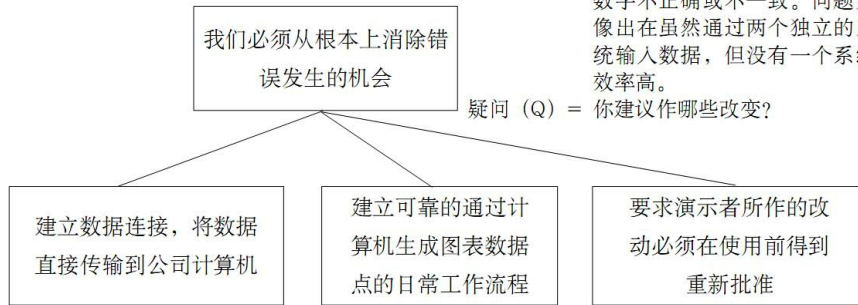 数字不正确或不一致。问题
像出在虽然通过两个独立的
统输入数据，但没有一个系
效率高。
疑问（Q）= 你建议作哪些改变？
我们必须从根本上消除错
误发生的机会
建立数据连接，将数据
直接传输到公司计算机
建立可靠的通过计
算机生成图表数据
点的日常工作流程
要求演示者所作的改
动必须在使用前得到
重新批准